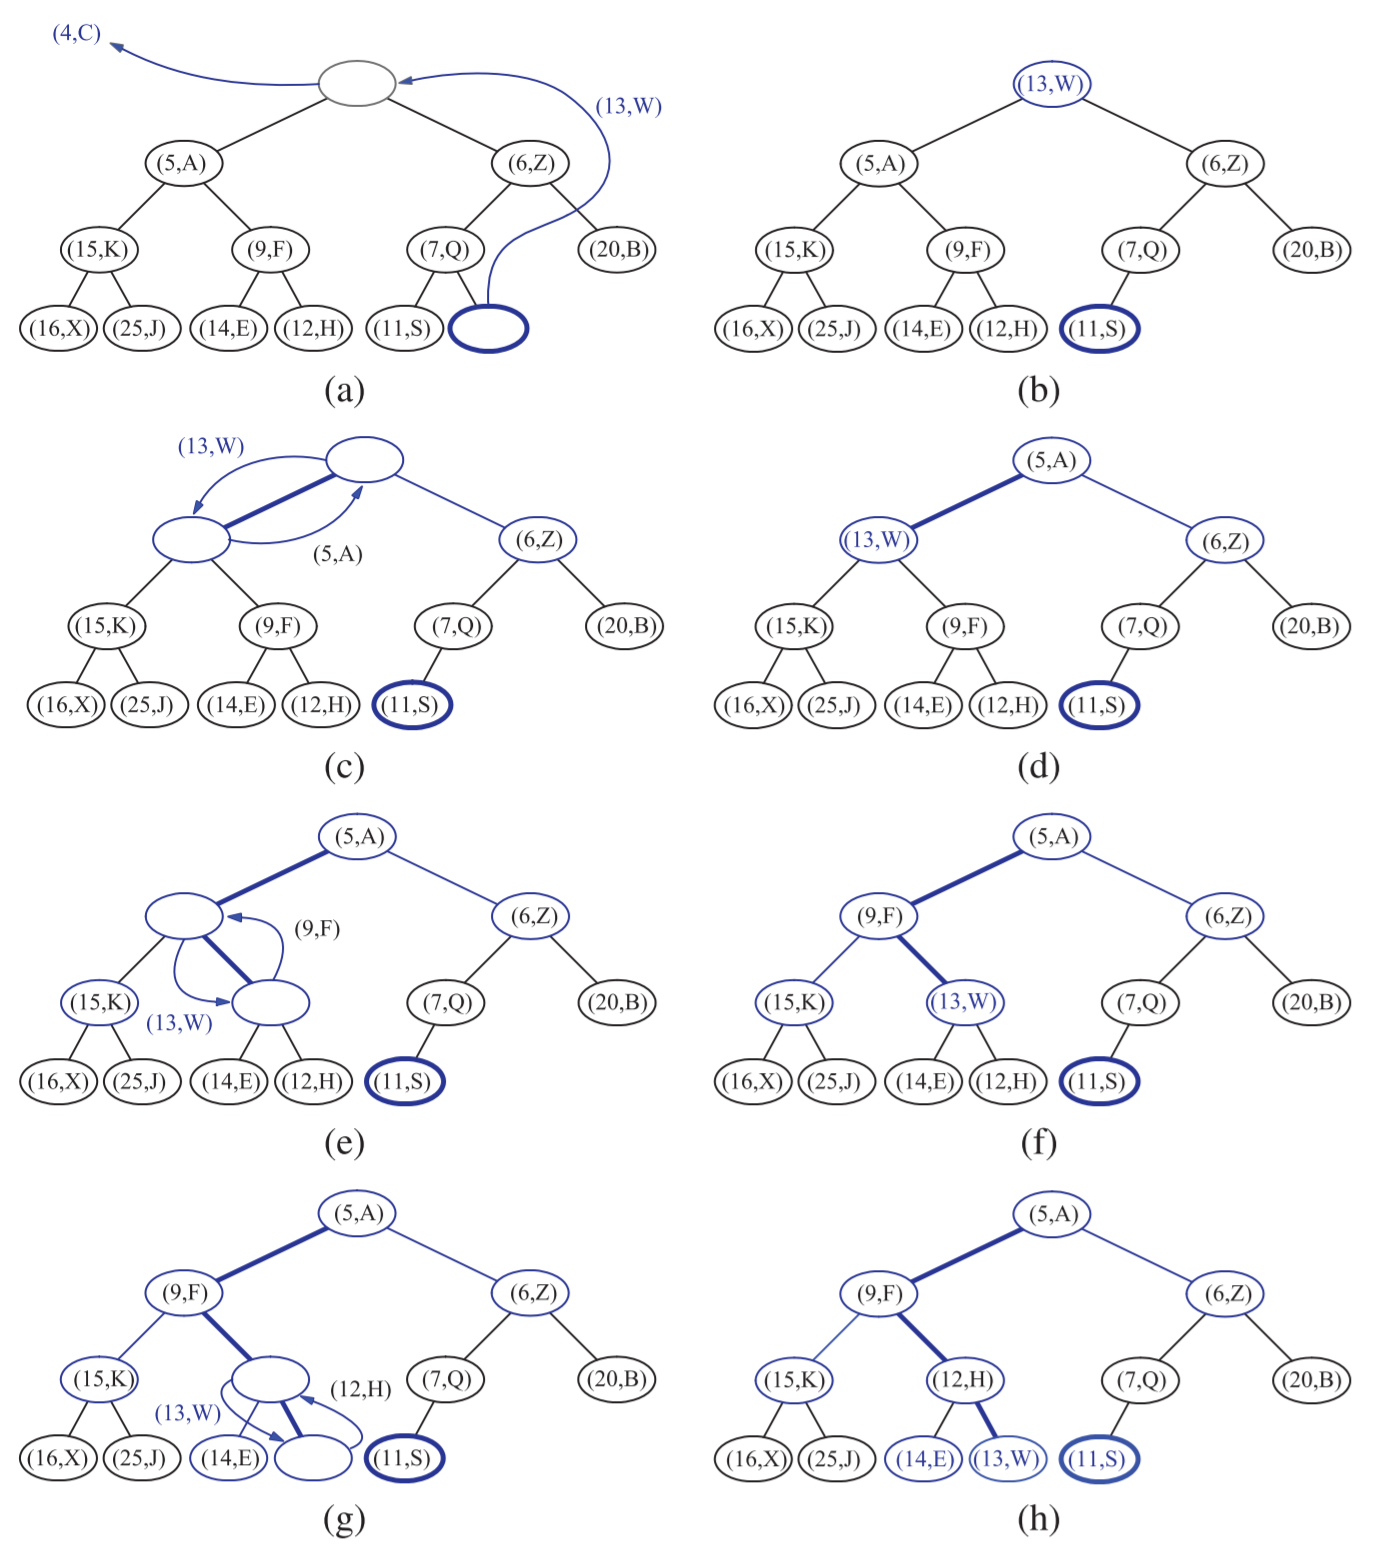 (4,C)
(13,W)
(5,A) (6,Z)
(15,K) (9,F) (7,Q) (20,B)
(16,X) (25,J) (14,E) (12,H) (11,S)
(a)
(13,W)
(5,A) (6,Z)
(15,K) (9,F) (7,Q) (20,B)
(16,X) (25,J) (14,E) (12,H) (11,S)
(b)
(13,W)
(5,A) (6,Z)
(15,K) (9,F) (7,Q) (20,B)
(16,X) (25,J) (14,E) (12,H) (11,S)
(c)
(5,A)
(13,W) (6,Z)
(15,K) (9,F) (7,Q) (20,B)
(16,X) (25,J) (14,E) (12,H) (11,S)
(d)
(5,A)
(6,Z)
(9,F)
(15,K) (7,Q) (20,B)
(13,W)
(16,X) (25,J) (14,E) (12,H) (11,S)
(e)
(5,A)
(9,F) (6,Z)
(15,K) (13,W) (7,Q) (20,B)
(16,X) (25,J) (14,E) (12,H) (11,S)
(f)
(5,A)
(9,F) (6,Z)
(15,K) (12,H) (7,Q) (20,B)
(13,W)
(16,X) (25,J) (14,E) (11,S)
(g)
(5,A)
(9,F) (6,Z)
(15,K) (12,H) (7,Q) (20,B)
(16,X) (25,J) (14,E) (13,W) (11,S)
(h)